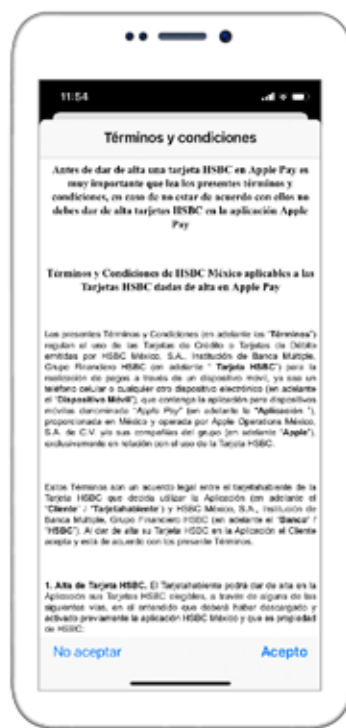 11:54
Términos y condiciones
Antes de dar de alta una tarjeta HSBC en Apple Pay es
muy importante que lea los presentes términos y
condiciones, en caso de no estar de acuerdo con ellos no
debes dar de alta tarjetas HSBC en la aplicación Apple
Pay
Términos y Condiciones de HSBC México aplicables a las
Tarjetas HSBC dadas de alta en Apple Pay
Los presentes Términos y Condiciones (en adelante los "Términos")
regulan el uso de las Tarjetas de Crédito o Tarjetas de Débito
emitidas por HSBC México, S.A., Institución de Banca Múltiple,
Grupo Financiero HSBC (en adelante " Tarjeta HSBC") para la
realización de pagos a través de un dispositivo móvil, ya sea un
teléfono celular o cualquier otro dispositivo electrónico (en adelante
el "Dispositivo Móvil"), que contenga la aplicación para dispositivos
móviles denominada "Apple Pay" (en adelante la "Aplicación "),
proporcionada en México y operada por Apple Operations México,
S.A. de C.V. y/o sus compañías del grupo (en adelante "Apple"),
exclusivamente en relación con el uso de la Tarjeta HSBC.
Estos Términos son un acuerdo legal entre el tarjetahabiente de la
Tarjeta HSBC que decida utilizar la Aplicación (en adelante el
"Cliente" / "Tarjetahabiente") y HSBC México, S.A., Institución de
Banca Múltiple, Grupo Financiero HSBC (en adelante el "Banco" /
"HSBC"). Al dar de alta su Tarjeta HSBC en la Aplicación el Cliente
acepta y está de acuerdo con los presente Términos.
1. Alta de Tarjeta HSBC. El Tarjetahabiente podrá dar de alta en la
Aplicación sus Tarjetas HSBC elegibles, a través de alguna de las
siguientes vías, en el entendido que deberá haber descargado y
activado previamente la aplicación HSBC México y que es propiedad
de HSBC:
No aceptar
Acepto